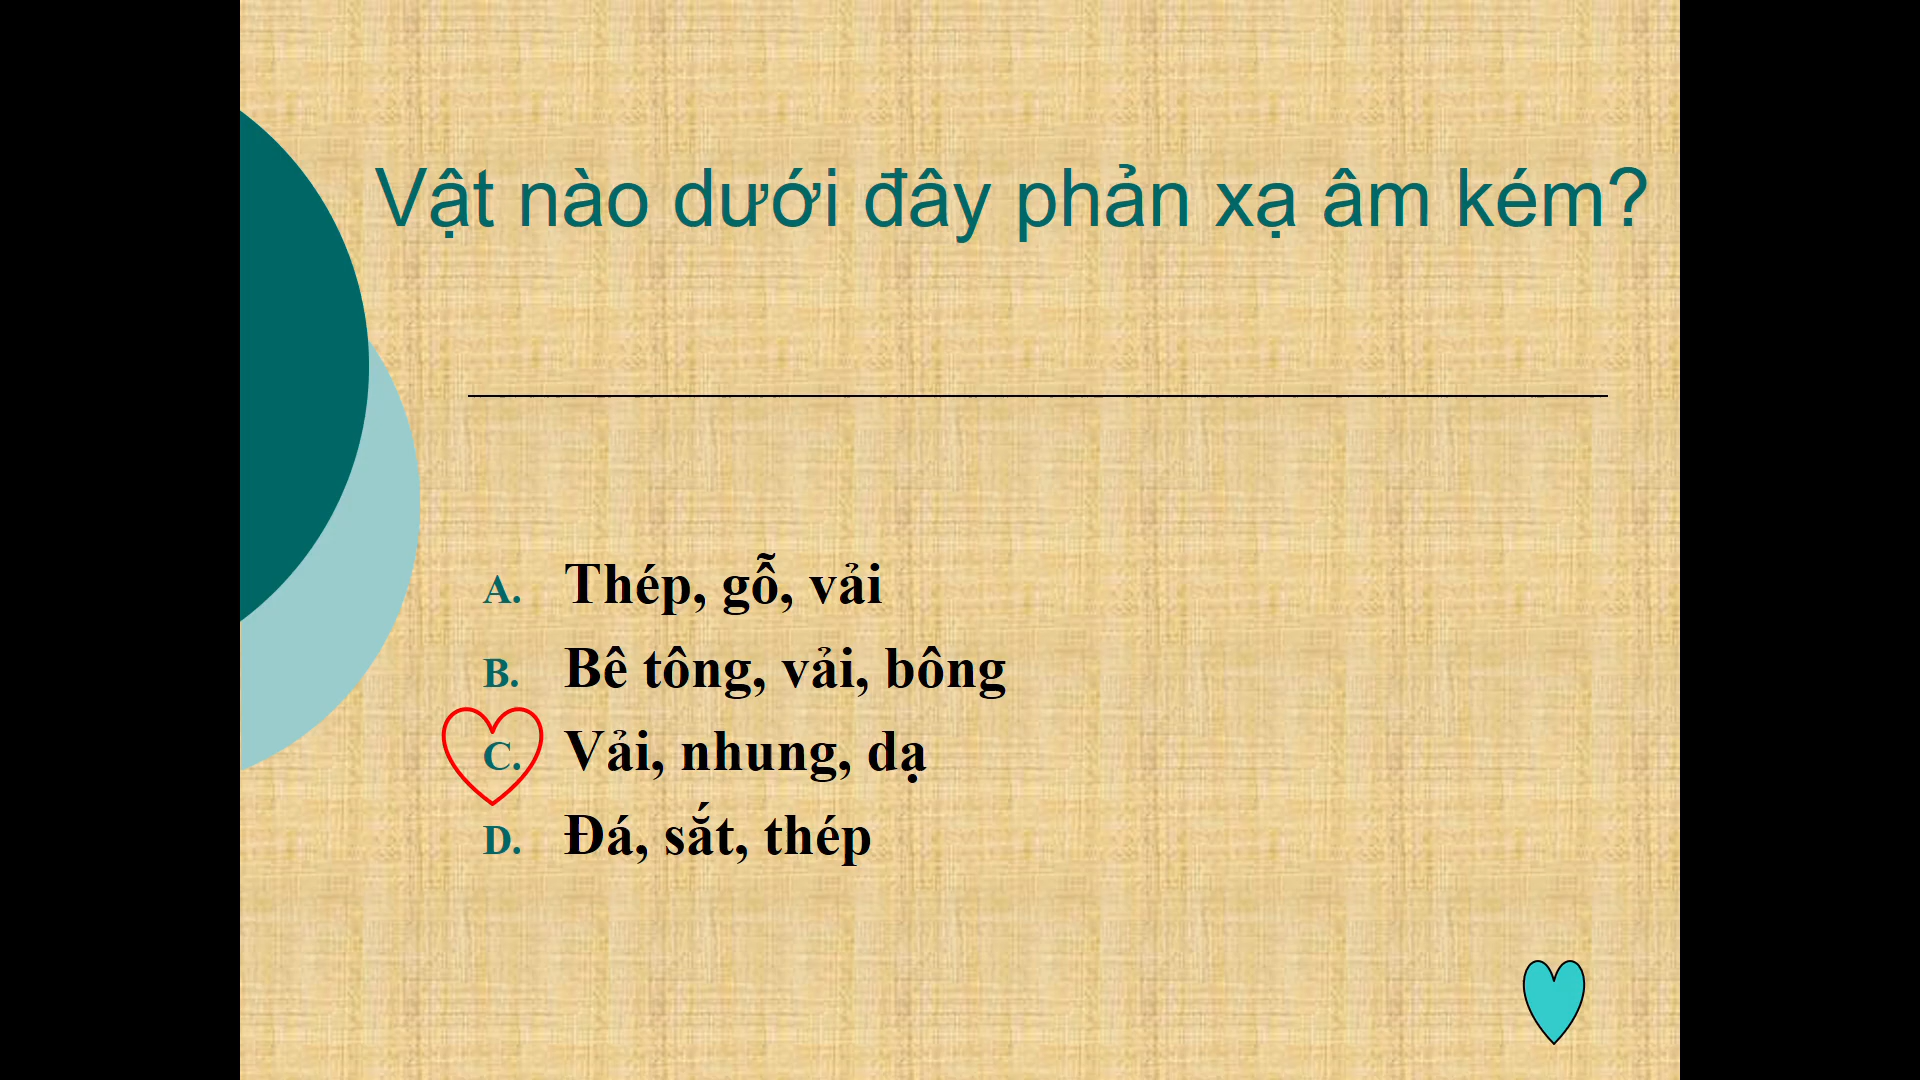 Vật nào dưới đây phản xạ âm kém?
A. Thép, gỗ, vải
B. Bê tông, vải, bông
C. Vải, nhung, dạ
D. Đá, sắt, thép